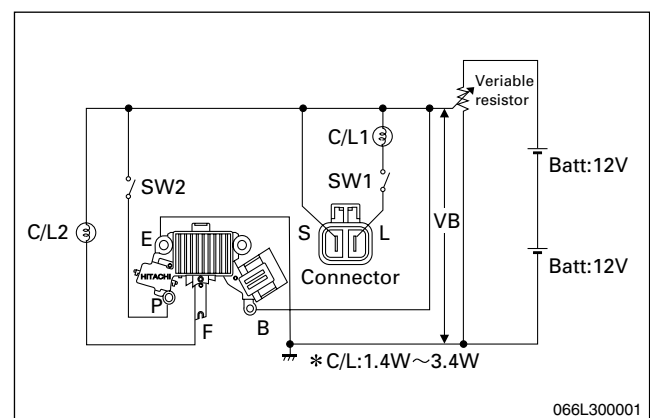 Veriable
resistor
C/L1
SW1
SW2
Batt:12V
C/L2
E
S
L
VB
HITACHI
Connector
Batt:12V
P
F
B
*C/L:1.4W～3.4W
066L300001